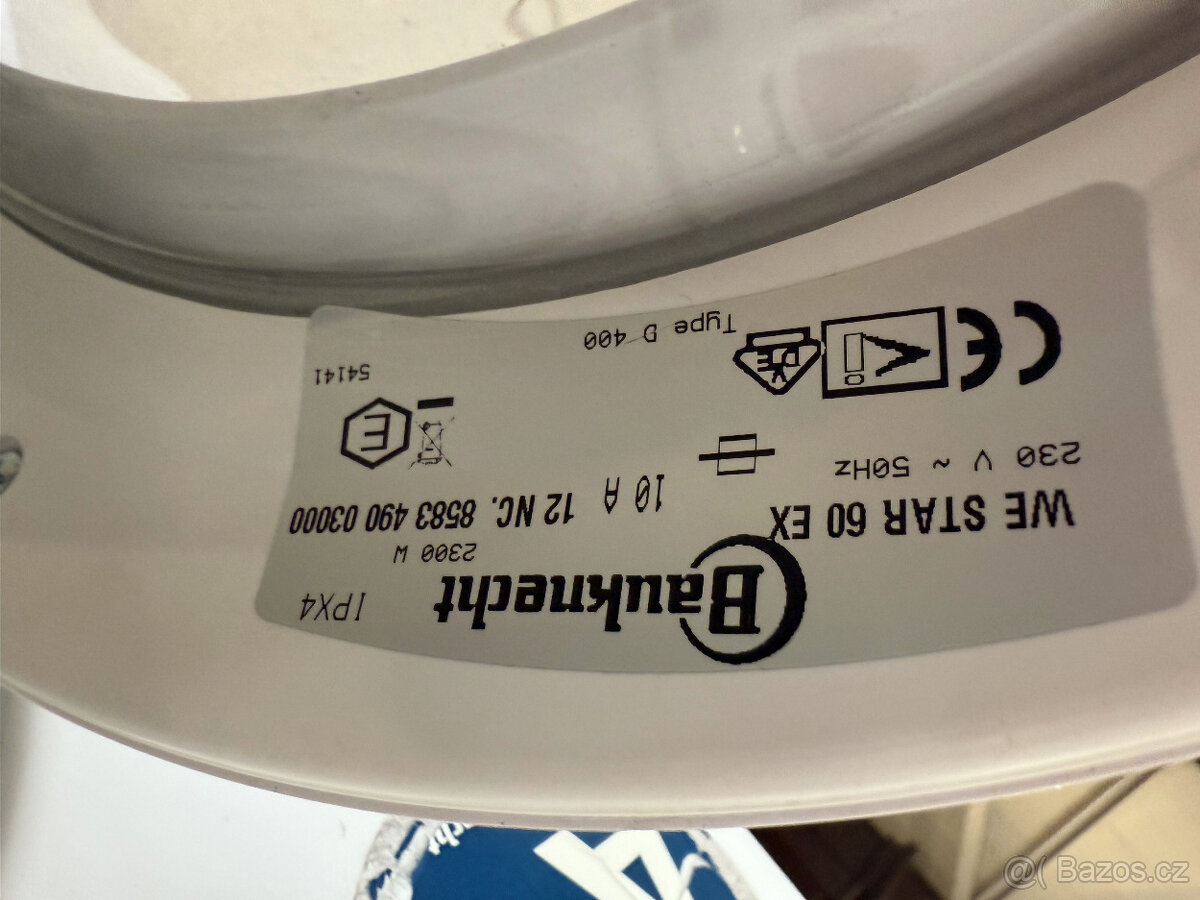 Bauknecht
IPX4
2300 W
WE STAR 60 EX
10 A 12 NC. 8583 490 03000
230 V ~ 50Hz
E
CE
VDE
Type D 400
54141
Bazos.cz